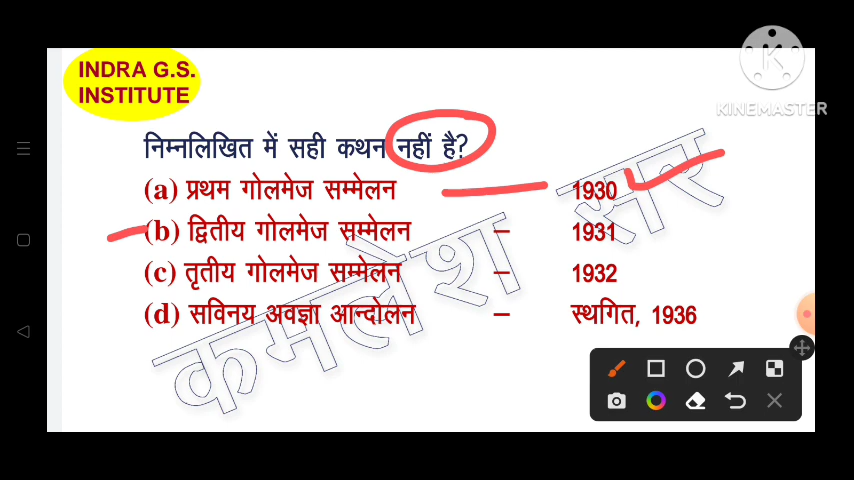 INDRA G.S.
INSTITUTE
KINEMASTER
निम्नलिखित में सही कथन नहीं है?
(a) प्रथम गोलमेज सम्मेलन 1930
(b) द्वितीय गोलमेज सम्मेलन – 1931
(c) तृतीय गोलमेज सम्मेलन – 1932
(d) सविनय अवज्ञा आन्दोलन – स्थगित, 1936
कमलेश सर